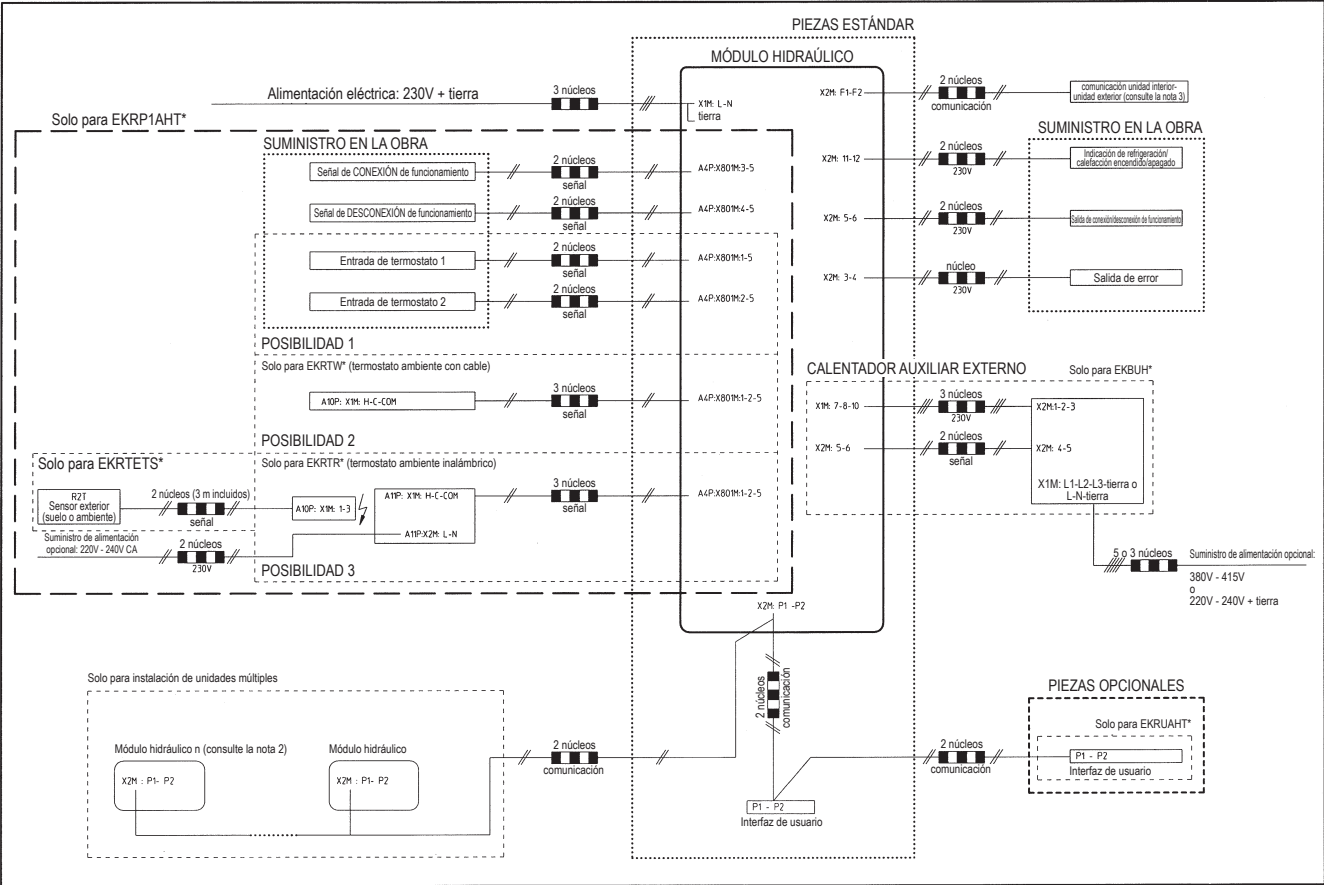 PIEZAS ESTÁNDAR
MÓDULO HIDRAÚLICO
Alimentación eléctrica: 230V + tierra
3 núcleos
X1M: L-N
tierra
Solo para EKRP1AHT*
SUMINISTRO EN LA OBRA
Señal de CONEXIÓN de funcionamiento
2 núcleos
señal
A4P:X801M:3-5
Señal de DESCONEXIÓN de funcionamiento
2 núcleos
señal
A4P:X801M:4-5
Entrada de termostato 1
2 núcleos
señal
A4P:X801M:1-5
Entrada de termostato 2
2 núcleos
señal
A4P:X801M:2-5
POSIBILIDAD 1
Solo para EKRTW* (termostato ambiente con cable)
A10P: X1M: H-C-COM
3 núcleos
señal
A4P:X801M:1-2-5
POSIBILIDAD 2
Solo para EKRTETS*
Solo para EKRTR* (termostato ambiente inalámbrico)
R2T
Sensor exterior
(suelo o ambiente)
2 núcleos (3 m incluidos)
señal
A10P: X1M: 1-3
A11P: X1M: H-C-COM
A11P:X2M: L-N
3 núcleos
señal
A4P:X801M:1-2-5
Suministro de alimentación
opcional: 220V - 240V CA
2 núcleos
230V
POSIBILIDAD 3
X2M: F1-F2
2 núcleos
comunicación
comunicación unidad interior-
unidad exterior (consulte la nota 3)
SUMINISTRO EN LA OBRA
X2M: 11-12
2 núcleos
230V
Indicación de refrigeración/
calefacción encendido/apagado
X2M: 5-6
2 núcleos
230V
Salida de conexión/desconexión de funcionamiento
X2M: 3-4
núcleo
230V
Salida de error
CALENTADOR AUXILIAR EXTERNO
Solo para EKBUH*
X1M: 7-8-10
3 núcleos
230V
X2M:1-2-3
X2M: 5-6
2 núcleos
señal
X2M: 4-5
X1M: L1-L2-L3-tierra o
L-N-tierra
5 o 3 núcleos
Suministro de alimentación opcional:
380V - 415V
o
220V - 240V + tierra
X2M: P1 -P2
2 núcleos
comunicación
Solo para instalación de unidades múltiples
Módulo hidráulico n (consulte la nota 2)
X2M : P1- P2
Módulo hidráulico
X2M : P1- P2
2 núcleos
comunicación
P1 - P2
Interfaz de usuario
2 núcleos
comunicación
PIEZAS OPCIONALES
Solo para EKRUAHT*
P1 - P2
Interfaz de usuario